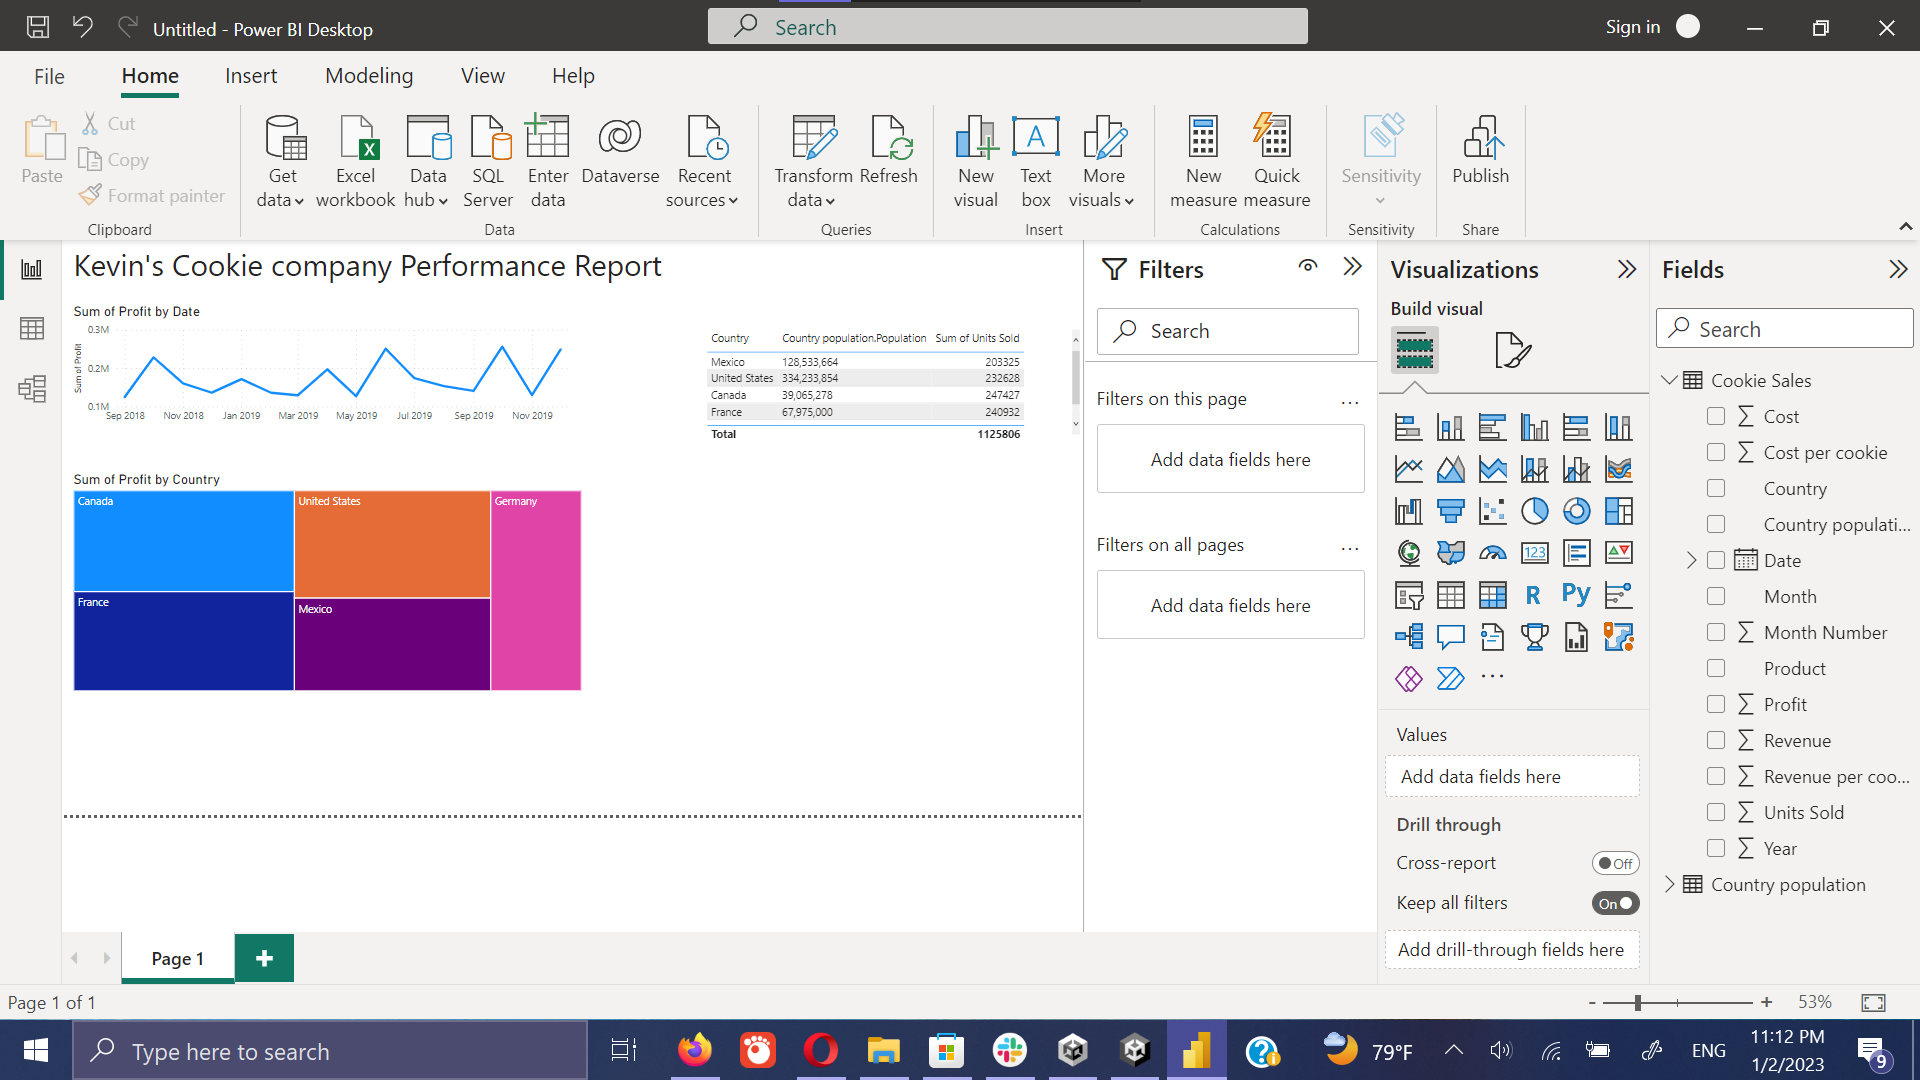 Untitled - Power BI Desktop
Search
Sign in
File
Home
Insert
Modeling
View
Help
Paste
Cut
Copy
Format painter
Clipboard
Get data
Excel workbook
Data hub
SQL Server
Enter data
Dataverse
Recent sources
Data
Transform data
Refresh
Queries
New visual
Text box
A
More visuals
Insert
New measure
Quick measure
Calculations
Sensitivity
Sensitivity
Publish
Share
Kevin's Cookie company Performance Report
Sum of Profit by Date
Sum of Profit
0.3M
0.2M
0.1M
Sep 2018 Nov 2018 Jan 2019 Mar 2019 May 2019 Jul 2019 Sep 2019 Nov 2019
Country Country population.Population Sum of Units Sold
Mexico 128,533,664 203325
United States 334,233,854 232628
Canada 39,065,278 247427
France 67,975,000 240932
Total 1125806
Sum of Profit by Country
Canada
United States
Germany
France
Mexico
Filters
Search
Filters on this page ...
Add data fields here
Filters on all pages ...
Add data fields here
Visualizations
Build visual
123
R
Py
...
Values
Add data fields here
Drill through
Cross-report Off
Keep all filters On
Add drill-through fields here
Fields
Search
Cookie Sales
Σ Cost
Σ Cost per cookie
Country
Country populati...
Date
Month
Σ Month Number
Product
Σ Profit
Σ Revenue
Σ Revenue per coo...
Σ Units Sold
Σ Year
Country population
Page 1
+
Page 1 of 1
- + 53%
Type here to search
79°F
ENG
11:12 PM
1/2/2023
9